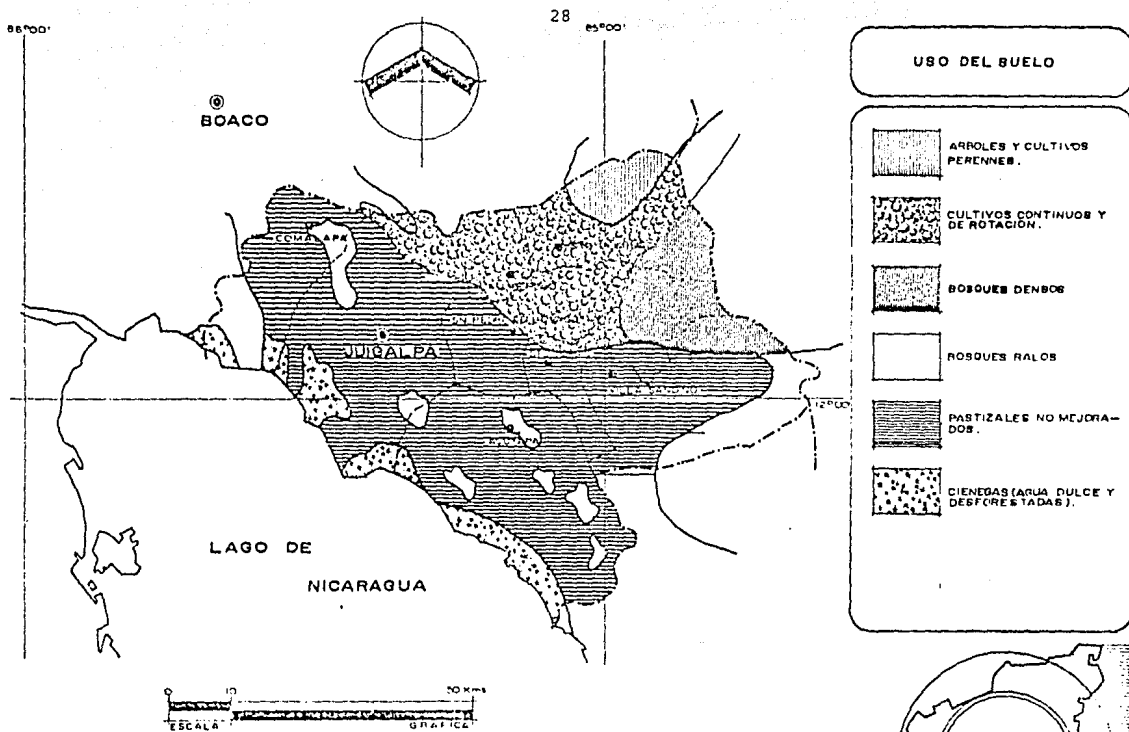 28
86°00'
85°00'
BOACO
COMALAPA
JUIGALPA
12°00'
LAGO DE
NICARAGUA
0 10 50 Kms
ESCALA GRAFICA
USO DEL SUELO
ARBOLES Y CULTIVOS
PERENNES.
CULTIVOS CONTINUOS Y
DE ROTACION.
BOSQUES DENSOS
BOSQUES RALOS
PASTIZALES NO MEJORA-
DOS.
CIENEGAS (AGUA DULCE Y
DESFORESTADAS).